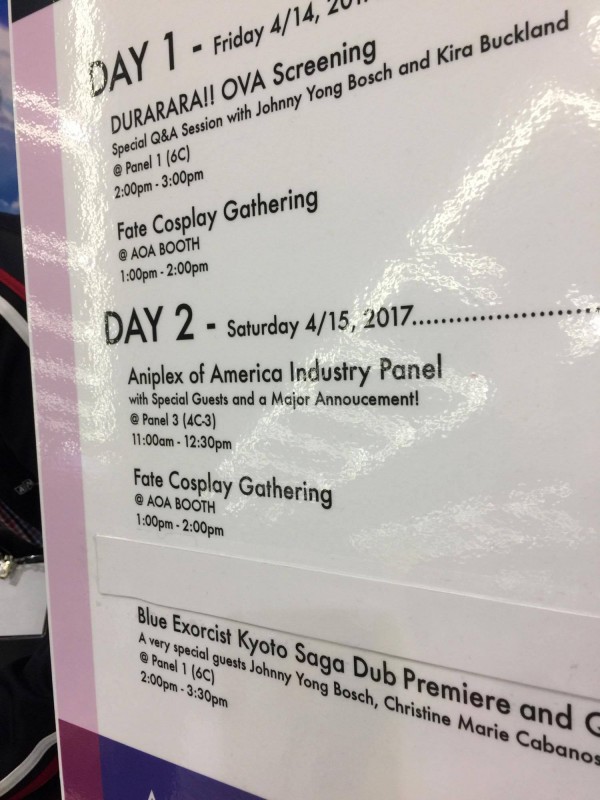 DAY 1 - Friday 4/14, 2017
DURARARA!! OVA Screening
Special Q&A Session with Johnny Yong Bosch and Kira Buckland
@ Panel 1 (6C)
2:00pm - 3:00pm
Fate Cosplay Gathering
@ AOA BOOTH
1:00pm - 2:00pm
DAY 2 - Saturday 4/15, 2017........................
Aniplex of America Industry Panel
with Special Guests and a Major Annoucement!
@ Panel 3 (4C-3)
11:00am - 12:30pm
Fate Cosplay Gathering
@ AOA BOOTH
1:00pm - 2:00pm
Blue Exorcist Kyoto Saga Dub Premiere and
A very special guests Johnny Yong Bosch, Christine Marie Cabanos
@ Panel 1 (6C)
2:00pm - 3:30pm